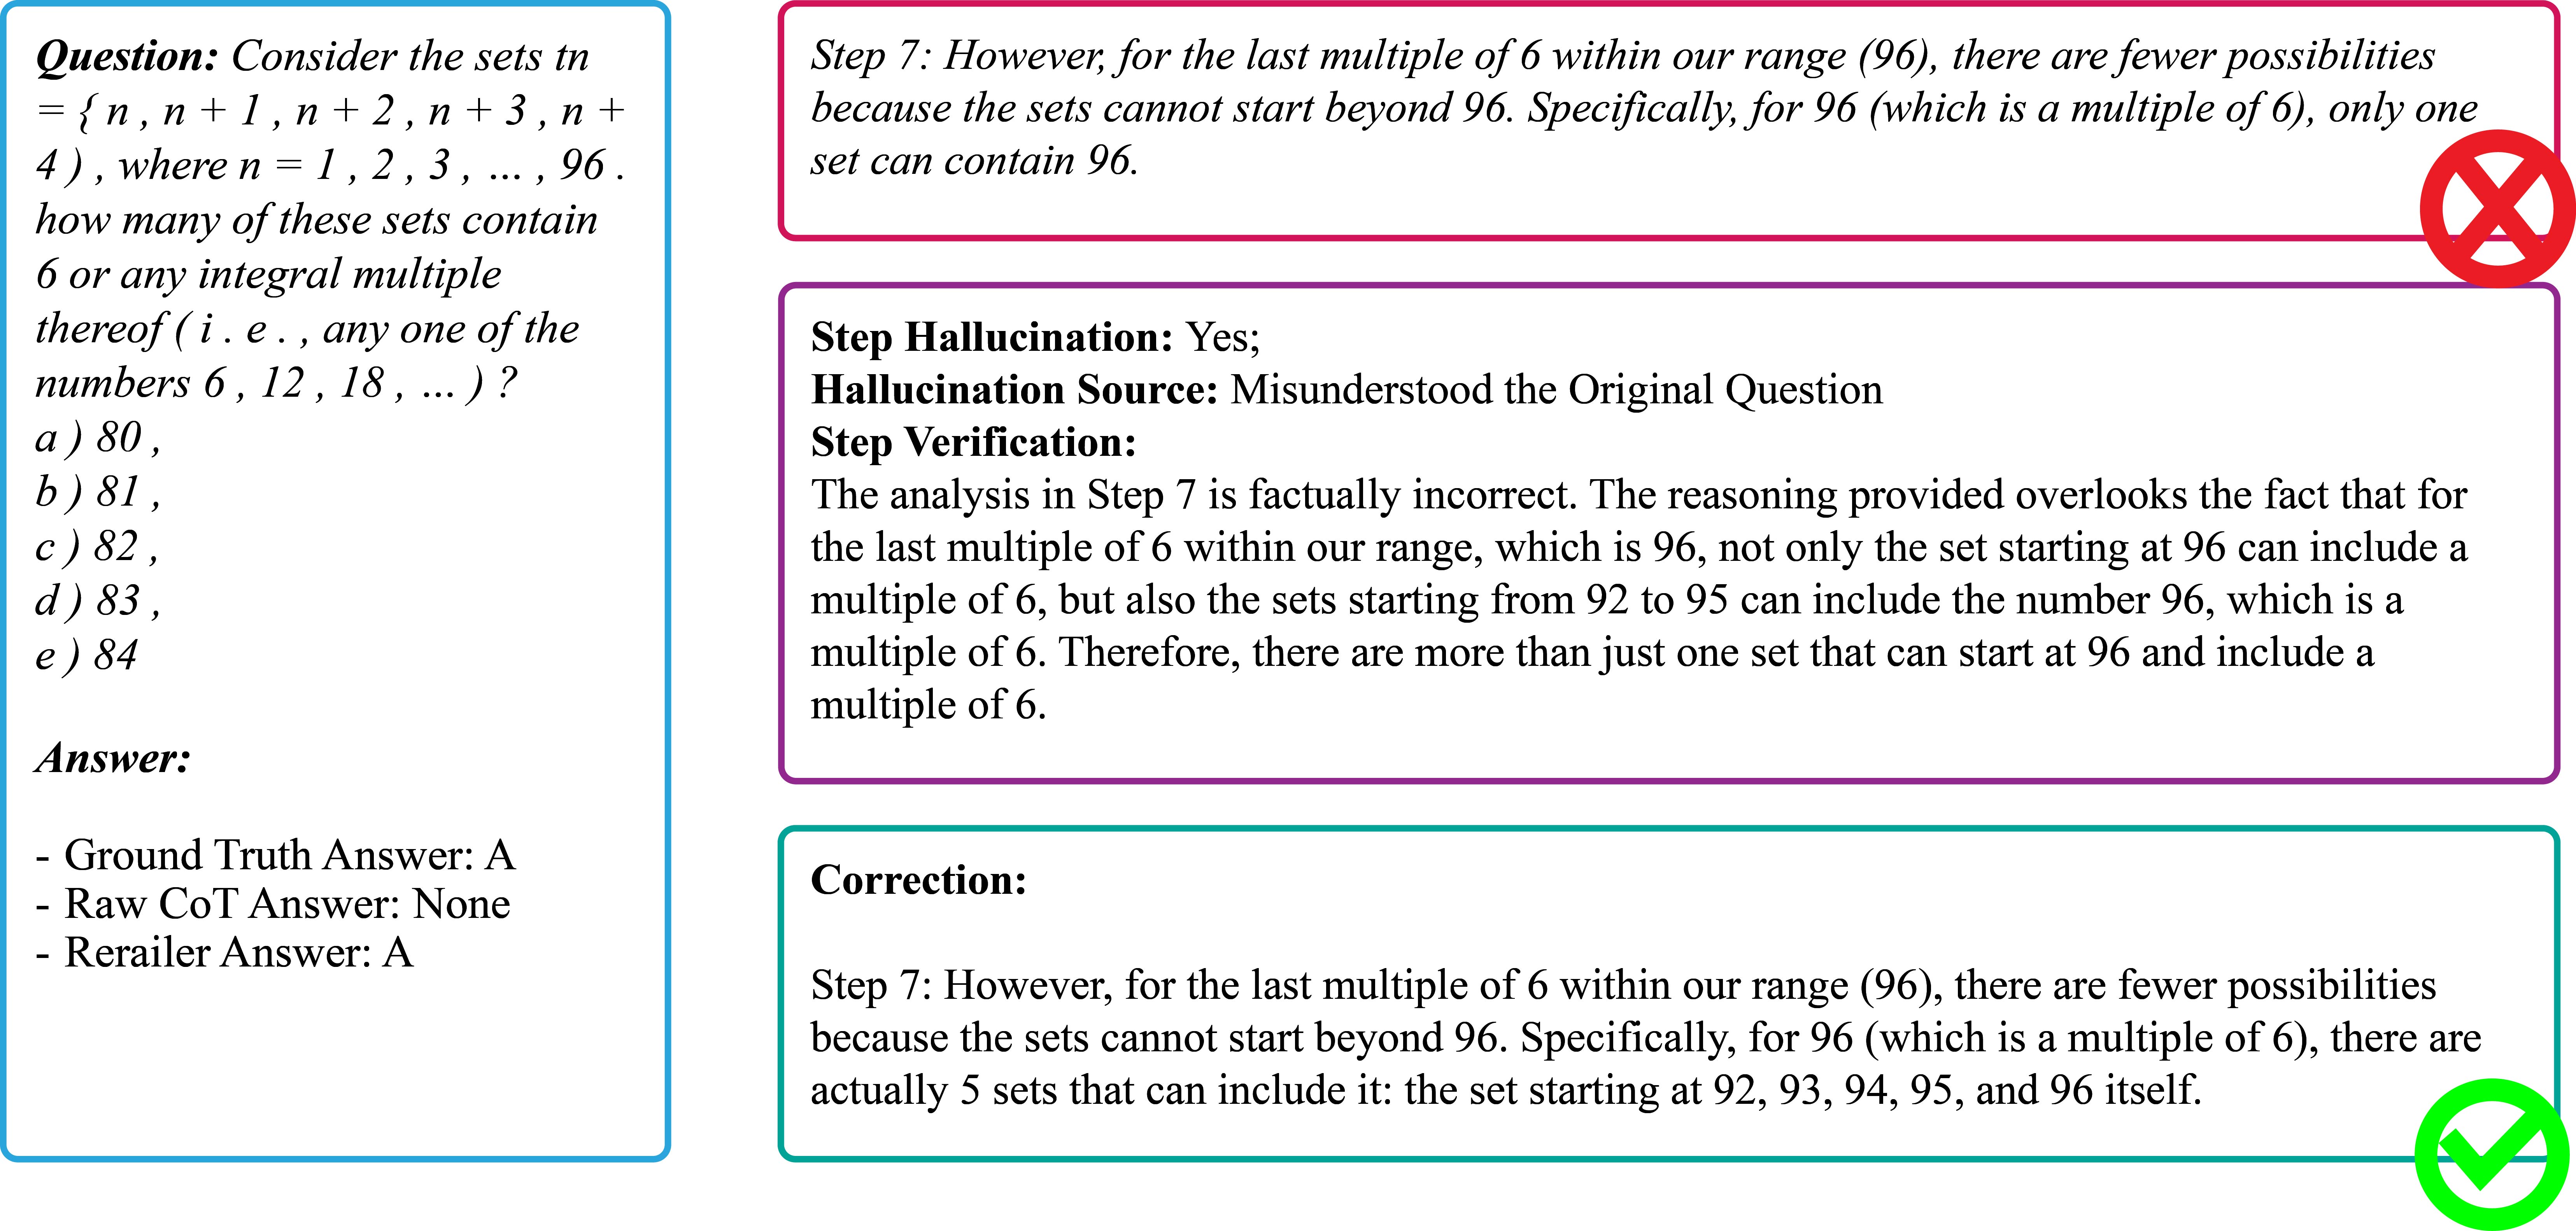 Question: Consider the sets tn
= { n , n + 1 , n + 2 , n + 3 , n +
4 ) , where n = 1 , 2 , 3 , ... , 96 .
how many of these sets contain
6 or any integral multiple
thereof ( i . e . , any one of the
numbers 6 , 12 , 18 , ... ) ?
a ) 80 ,
b ) 81 ,
c ) 82 ,
d ) 83 ,
e ) 84
Answer:
- Ground Truth Answer: A
- Raw CoT Answer: None
- Rerailer Answer: A
Step 7: However, for the last multiple of 6 within our range (96), there are fewer possibilities
because the sets cannot start beyond 96. Specifically, for 96 (which is a multiple of 6), only one
set can contain 96.
Step Hallucination: Yes;
Hallucination Source: Misunderstood the Original Question
Step Verification:
The analysis in Step 7 is factually incorrect. The reasoning provided overlooks the fact that for
the last multiple of 6 within our range, which is 96, not only the set starting at 96 can include a
multiple of 6, but also the sets starting from 92 to 95 can include the number 96, which is a
multiple of 6. Therefore, there are more than just one set that can start at 96 and include a
multiple of 6.
Correction:
Step 7: However, for the last multiple of 6 within our range (96), there are fewer possibilities
because the sets cannot start beyond 96. Specifically, for 96 (which is a multiple of 6), there are
actually 5 sets that can include it: the set starting at 92, 93, 94, 95, and 96 itself.